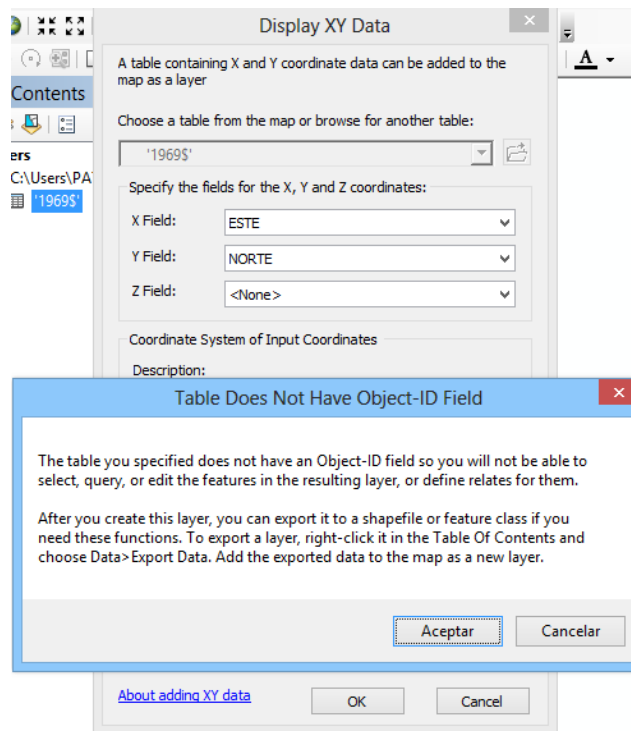 Display XY Data
A table containing X and Y coordinate data can be added to the
map as a layer
Contents
Choose a table from the map or browse for another table:
ers
'1969$'
C:\Users\PA
'1969$'
Specify the fields for the X, Y and Z coordinates:
X Field:
ESTE
Y Field:
NORTE
Z Field:
<None>
Coordinate System of Input Coordinates
Description:
Table Does Not Have Object-ID Field
The table you specified does not have an Object-ID field so you will not be able to
select, query, or edit the features in the resulting layer, or define relates for them.
After you create this layer, you can export it to a shapefile or feature class if you
need these functions. To export a layer, right-click it in the Table Of Contents and
choose Data>Export Data. Add the exported data to the map as a new layer.
Aceptar
Cancelar
About adding XY data
OK
Cancel
A